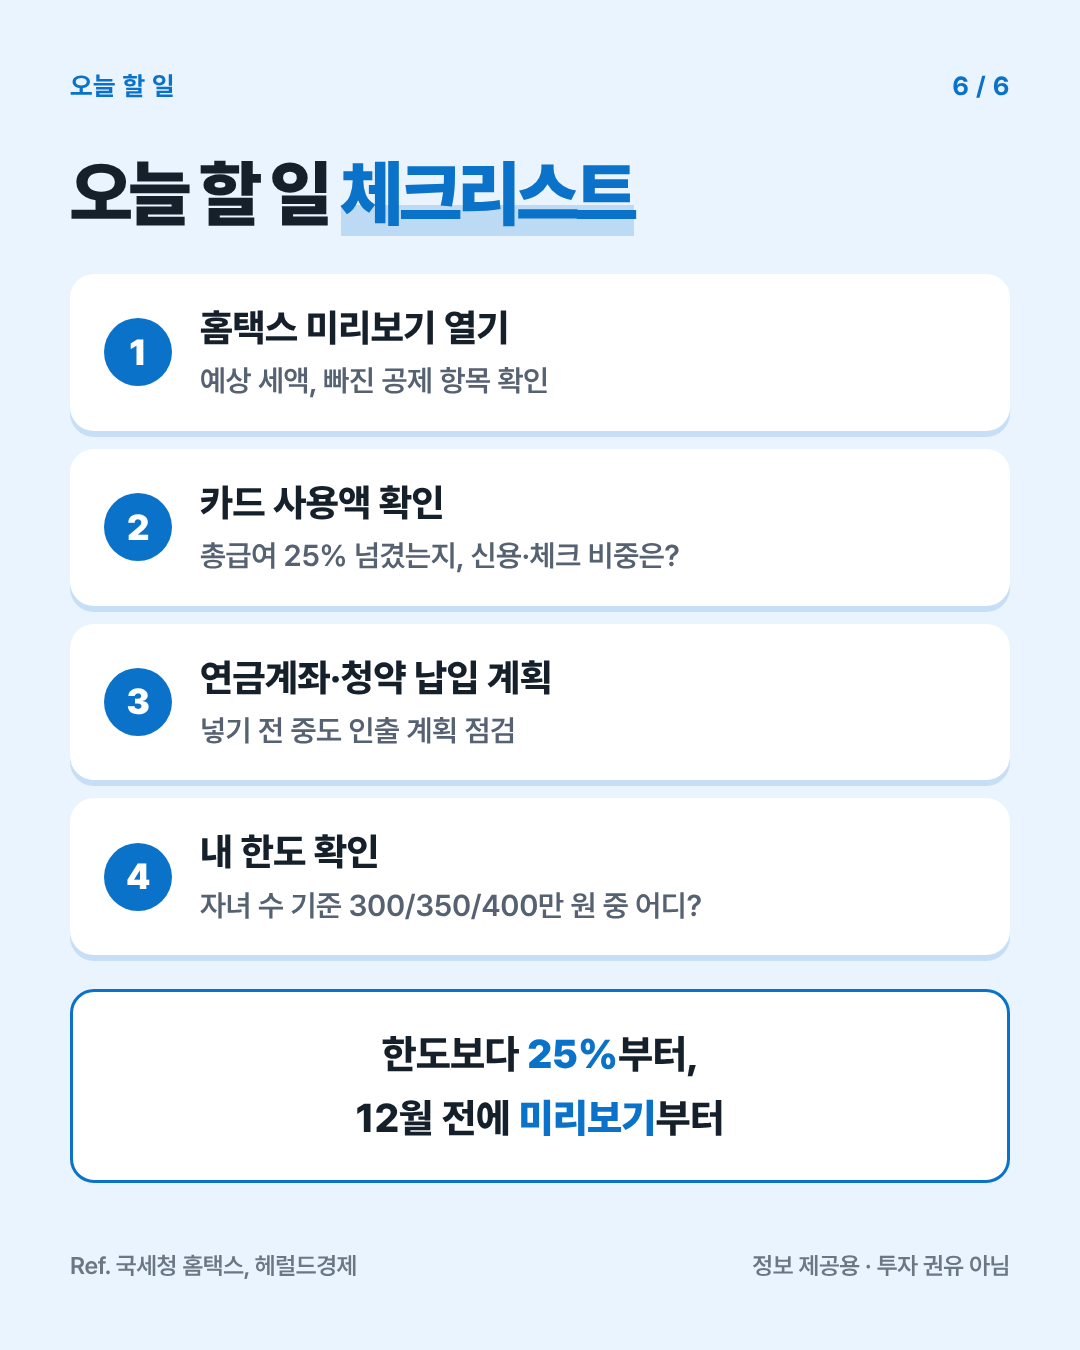 오늘 할 일
6 / 6
오늘 할 일 체크리스트
1
홈택스 미리보기 열기
예상 세액, 빠진 공제 항목 확인
2
카드 사용액 확인
총급여 25% 넘겼는지, 신용·체크 비중은?
3
연금계좌·청약 납입 계획
넣기 전 중도 인출 계획 점검
4
내 한도 확인
자녀 수 기준 300/350/400만 원 중 어디?
한도보다 25%부터,
12월 전에 미리보기부터
Ref. 국세청 홈택스, 헤럴드경제
정보 제공용 · 투자 권유 아님